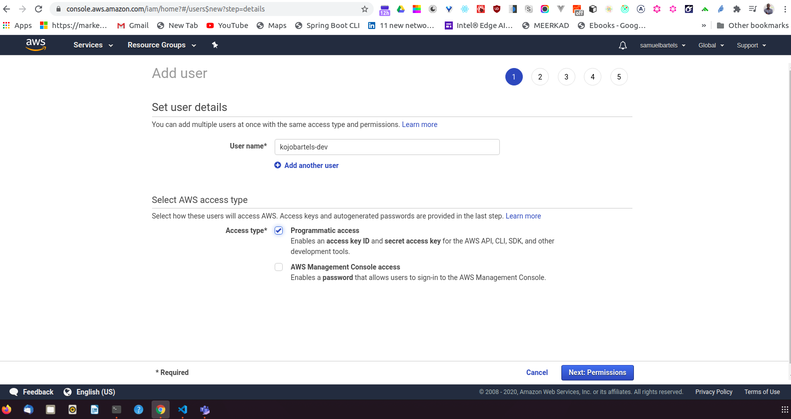 console.aws.amazon.com/iam/home?#/users$new?step=details
Apps https://marke... Gmail New Tab YouTube Maps Spring Boot CLI 11 new netwo... Intel® Edge AI... MEERKAD Ebooks - Goog... » Other bookmarks
aws Services Resource Groups samuelbartels Global Support
Add user 1 2 3 4 5
Set user details
You can add multiple users at once with the same access type and permissions. Learn more
User name* kojobartels-dev
Add another user
Select AWS access type
Select how these users will access AWS. Access keys and autogenerated passwords are provided in the last step. Learn more
Access type* Programmatic access
Enables an access key ID and secret access key for the AWS API, CLI, SDK, and other
development tools.
AWS Management Console access
Enables a password that allows users to sign-in to the AWS Management Console.
* Required Cancel Next: Permissions
Feedback English (US) © 2008 - 2020, Amazon Web Services, Inc. or its affiliates. All rights reserved. Privacy Policy Terms of Use